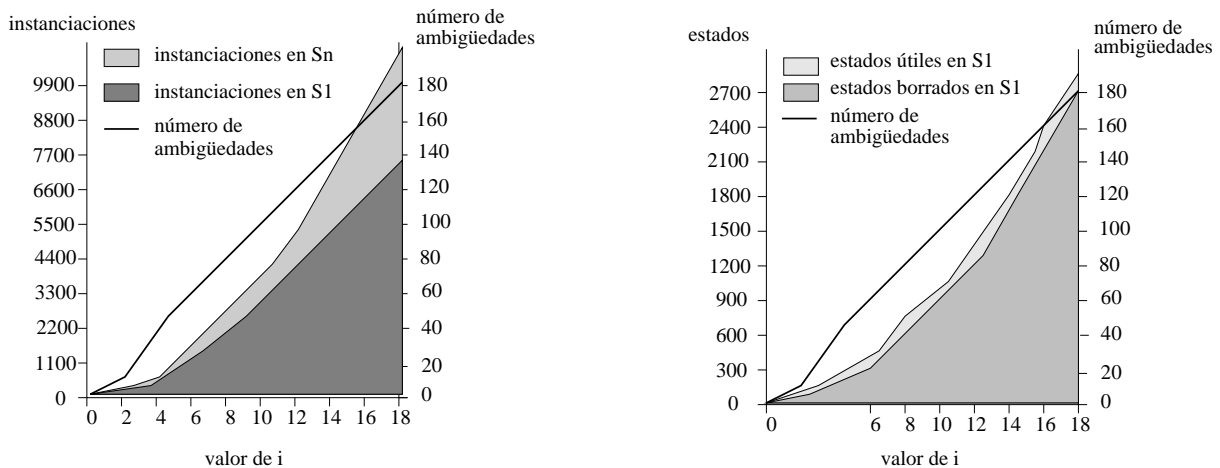 instanciaciones
número de
ambigüedades
instanciaciones en Sn
instanciaciones en S1
número de
ambigüedades
9900
8800
7700
6600
5500
4400
3300
2200
1100
0
180
160
140
120
100
80
60
40
20
0
0 2 4 6 8 10 12 14 16 18
valor de i
estados
número de
ambigüedades
estados útiles en S1
estados borrados en S1
número de
ambigüedades
2700
2400
2100
1800
1500
1200
900
600
300
0
180
160
140
120
100
80
60
40
20
0
0 6 8 10 12 14 16 18
valor de i